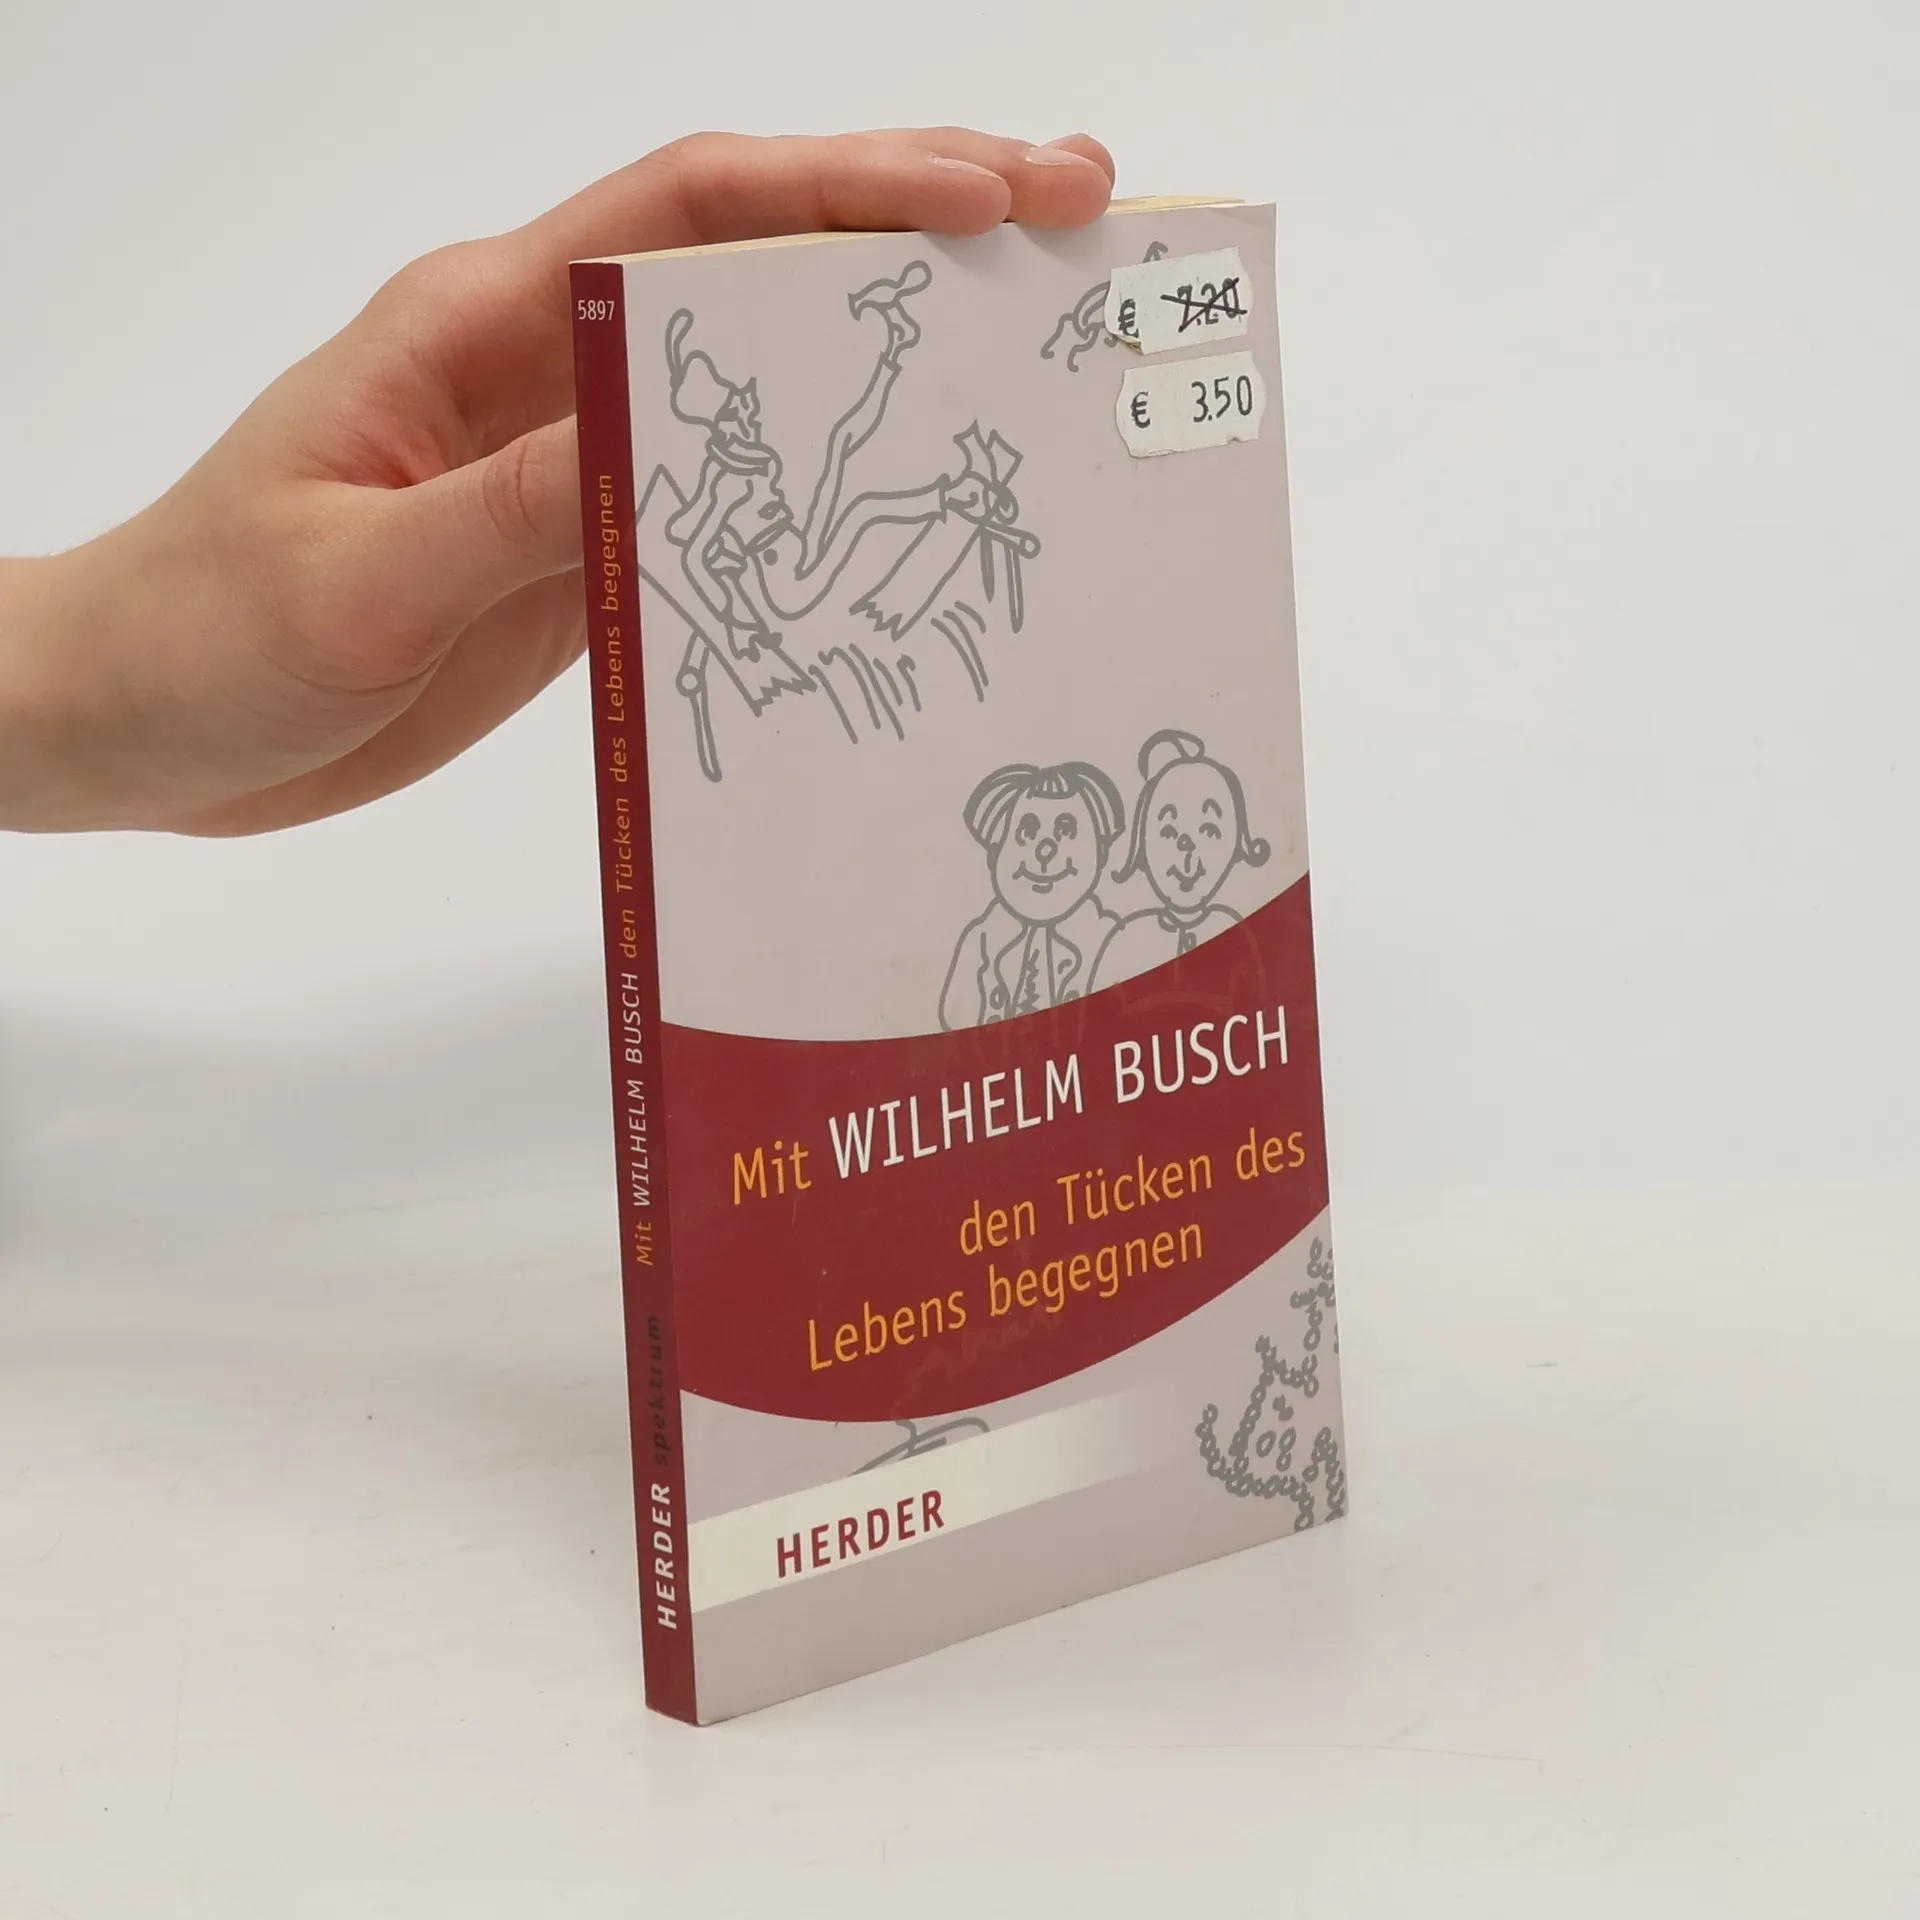 5897
Mit WILHELM BUSCH den Tücken des Lebens begegnen
HERDER spektrum
€ 7.20
€ 3.50
Mit WILHELM BUSCH
den Tücken des
Lebens begegnen
HERDER